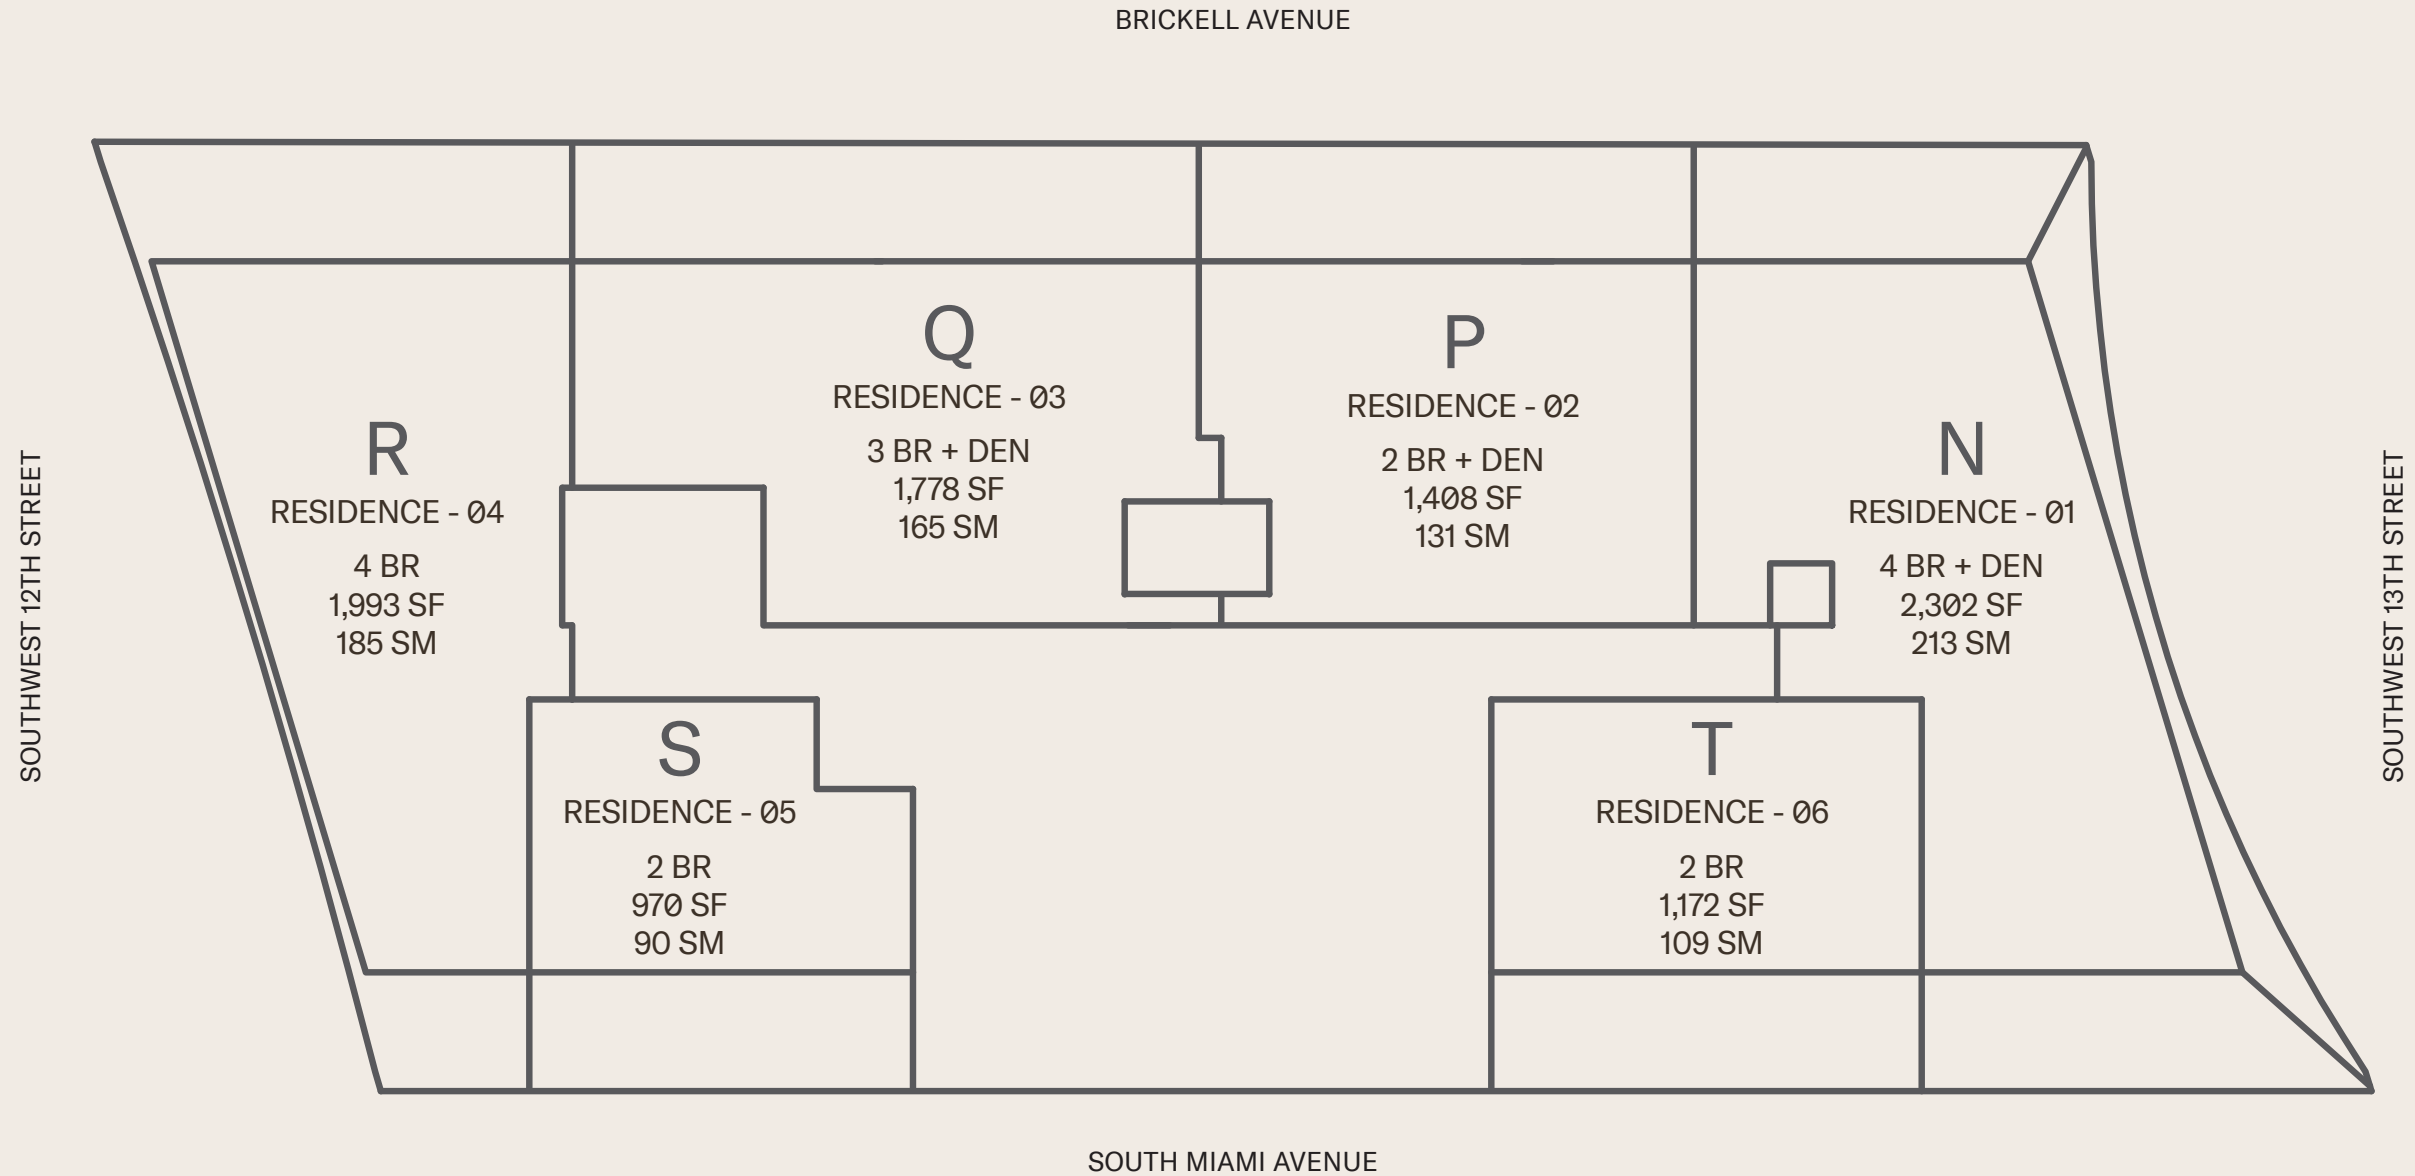 BRICKELL AVENUE
SOUTHWEST 12TH STREET
R
RESIDENCE - 04
4 BR
1,993 SF
185 SM
Q
RESIDENCE - 03
3 BR + DEN
1,778 SF
165 SM
P
RESIDENCE - 02
2 BR + DEN
1,408 SF
131 SM
N
RESIDENCE - 01
4 BR + DEN
2,302 SF
213 SM
SOUTHWEST 13TH STREET
S
RESIDENCE - 05
2 BR
970 SF
90 SM
T
RESIDENCE - 06
2 BR
1,172 SF
109 SM
SOUTH MIAMI AVENUE